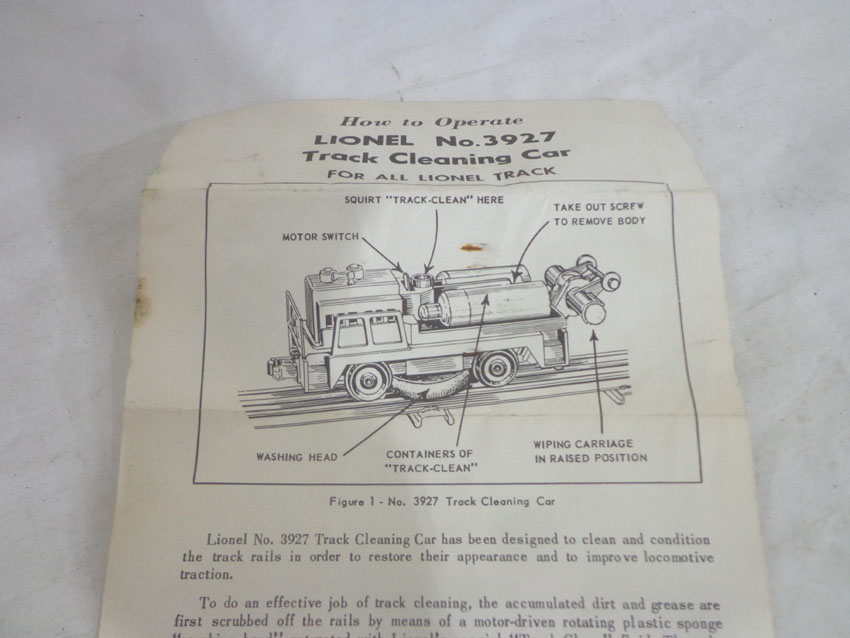 How to Operate
LIONEL No. 3927
Track Cleaning Car
FOR ALL LIONEL TRACK
SQUIRT "TRACK-CLEAN" HERE
TAKE OUT SCREW
TO REMOVE BODY
MOTOR SWITCH
WASHING HEAD
CONTAINERS OF
"TRACK-CLEAN"
WIPING CARRIAGE
IN RAISED POSITION
Figure 1 - No. 3927 Track Cleaning Car
Lionel No. 3927 Track Cleaning Car has been designed to clean and condition
the track rails in order to restore their appearance and to improve locomotive
traction.
To do an effective job of track cleaning, the accumulated dirt and grease are
first scrubbed off the rails by means of a motor-driven rotating plastic sponge